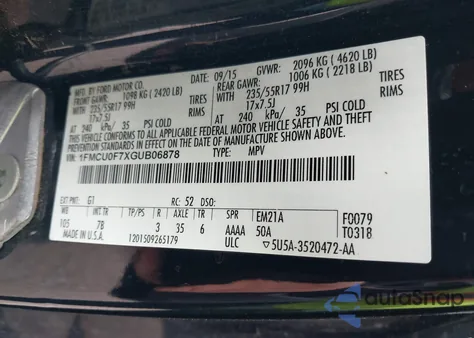 MFD. BY FORD MOTOR CO.
DATE: 09/15 GVWR: 2096 KG ( 4620 LB)
FRONT GAWR: 1098 KG ( 2420 LB) REAR GAWR: 1006 KG ( 2218 LB)
WITH 235/55R17 99H TIRES WITH 235/55R17 99H TIRES
17x7.5J RIMS 17x7.5J RIMS
AT 240 kPa/ 35 PSI COLD AT 240 kPa/ 35 PSI COLD
THIS VEHICLE CONFORMS TO ALL APPLICABLE FEDERAL MOTOR
VEHICLE SAFETY AND THEFT PREVENTION STANDARDS IN
EFFECT ON THE DATE OF MANUFACTURE SHOWN ABOVE.
VIN: 1FMCU0F7XGUB06878
TYPE: MPV
EXT PNT: G1 RC: 52 DSO:
WB INT TR TP/PS R AXLE TR SPR EM21A F0079
105 7B 3 35 6 AAAA 50A T0318
MADE IN U.S.A. 1201509265179 ULC 5U5A-3520472-AA
autoSnap